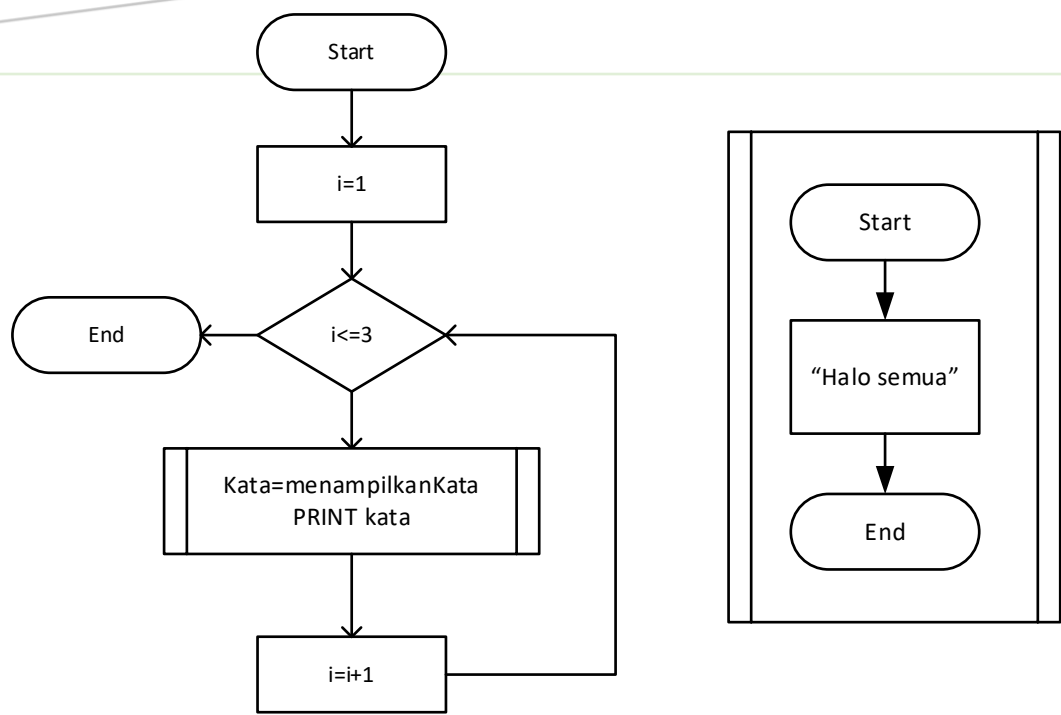 Start
i=1
i<=3
End
Kata=menampilkanKata
PRINT kata
i=i+1
Start
“Halo semua”
End